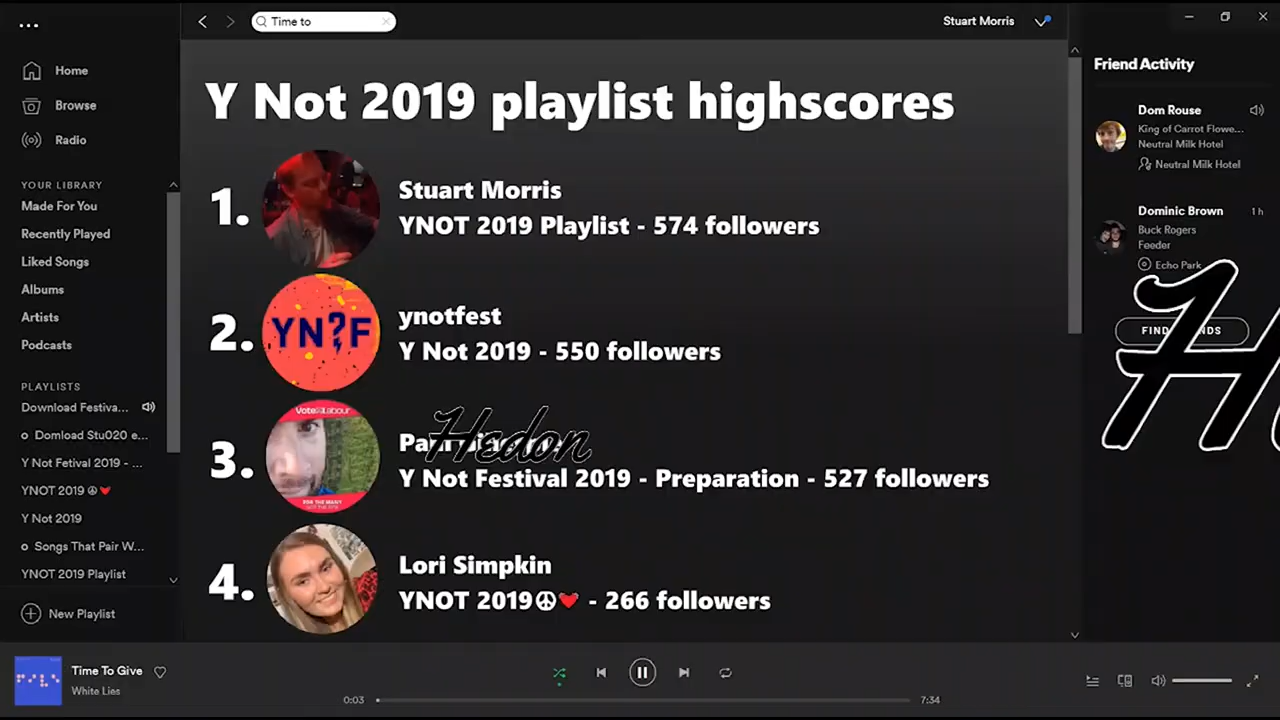 Time to
Stuart Morris
Home
Browse
Radio
YOUR LIBRARY
Made For You
Recently Played
Liked Songs
Albums
Artists
Podcasts
PLAYLISTS
Download Festiva...
Domload Stu020 e...
Y Not Fetival 2019 - ...
YNOT 2019 ☮❤️
Y Not 2019
Songs That Pair W...
YNOT 2019 Playlist
New Playlist
Y Not 2019 playlist highscores
1.
Stuart Morris
YNOT 2019 Playlist - 574 followers
2.
YN?F
ynotfest
Y Not 2019 - 550 followers
3.
Vote Labour
Hedon
Y Not Festival 2019 - Preparation - 527 followers
4.
Lori Simpkin
YNOT 2019☮❤️ - 266 followers
Friend Activity
Dom Rouse
King of Carrot Flowe...
Neutral Milk Hotel
Neutral Milk Hotel
Dominic Brown 1 h
Buck Rogers
Feeder
Echo Park
H
Time To Give
White Lies
0:03
7:34